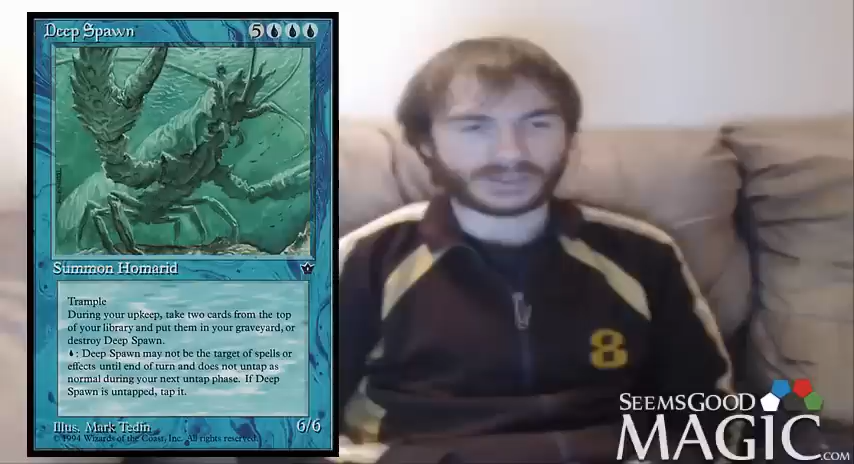 Deep Spawn
5
Summon Homarid
Trample
During your upkeep, take two cards from the top
of your library and put them in your graveyard, or
destroy Deep Spawn.
: Deep Spawn may not be the target of spells or
effects until end of turn and does not untap as
normal during your next untap phase. If Deep
Spawn is untapped, tap it.
Illus. Mark Tedin
6/6
© 1994 Wizards of the Coast, Inc. All rights reserved.
8
SEEMSGOOD
MAGIC.COM